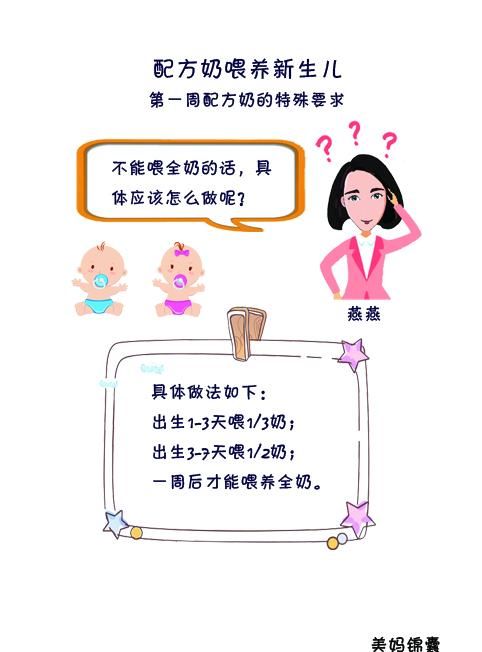 配方奶喂养新生儿
第一周配方奶的特殊要求
不能喂全奶的话，具
体应该怎么做呢？
燕燕
具体做法如下：
出生1-3天喂1/3奶；
出生3-7天喂1/2奶；
一周后才能喂养全奶。
美妈锦囊